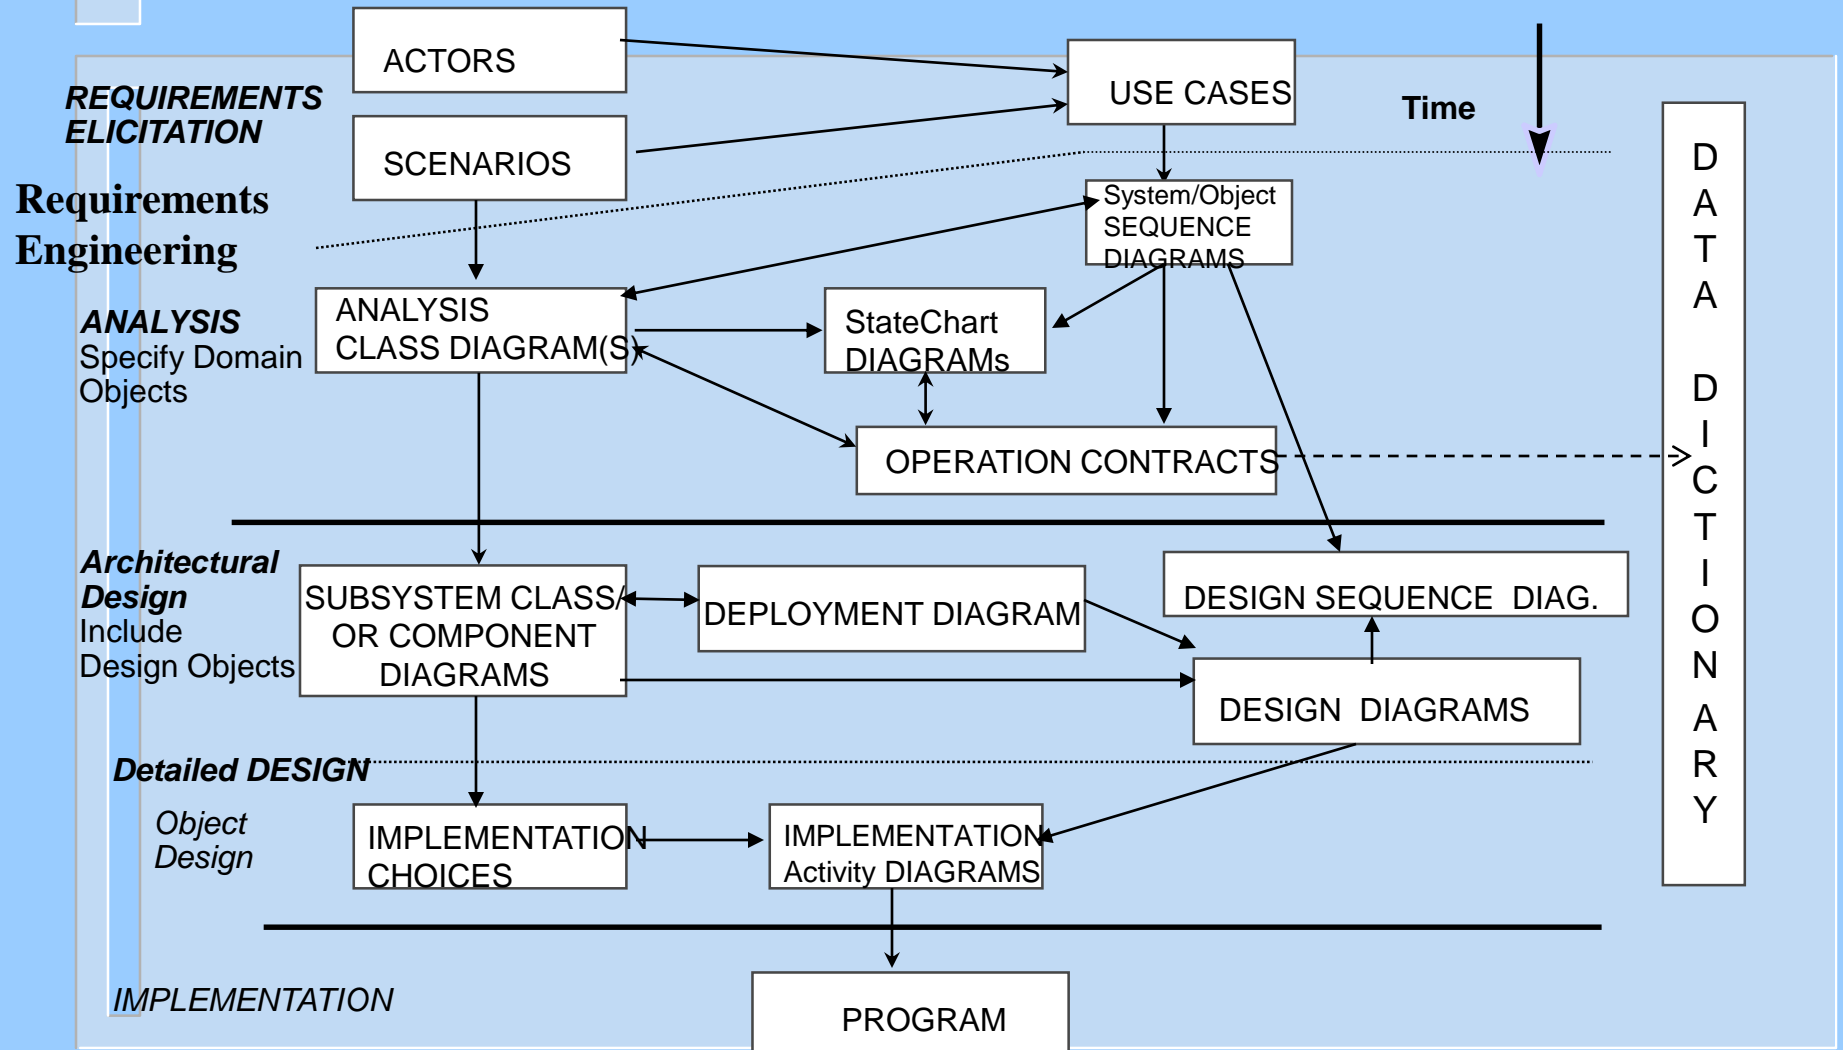 ACTORS
USE CASES
Time
REQUIREMENTS
ELICITATION
SCENARIOS
Requirements
Engineering
System/Object
SEQUENCE
DIAGRAMS
ANALYSIS
Specify Domain
Objects
ANALYSIS
CLASS DIAGRAM(S)
StateChart
DIAGRAMs
OPERATION CONTRACTS
Architectural
Design
Include
Design Objects
SUBSYSTEM CLASS/
OR COMPONENT
DIAGRAMS
DEPLOYMENT DIAGRAM
DESIGN SEQUENCE DIAG.
DESIGN DIAGRAMS
Detailed DESIGN
Object
Design
IMPLEMENTATION
CHOICES
IMPLEMENTATION
Activity DIAGRAMS
IMPLEMENTATION
PROGRAM
D
A
T
A
D
I
C
T
I
O
N
A
R
Y